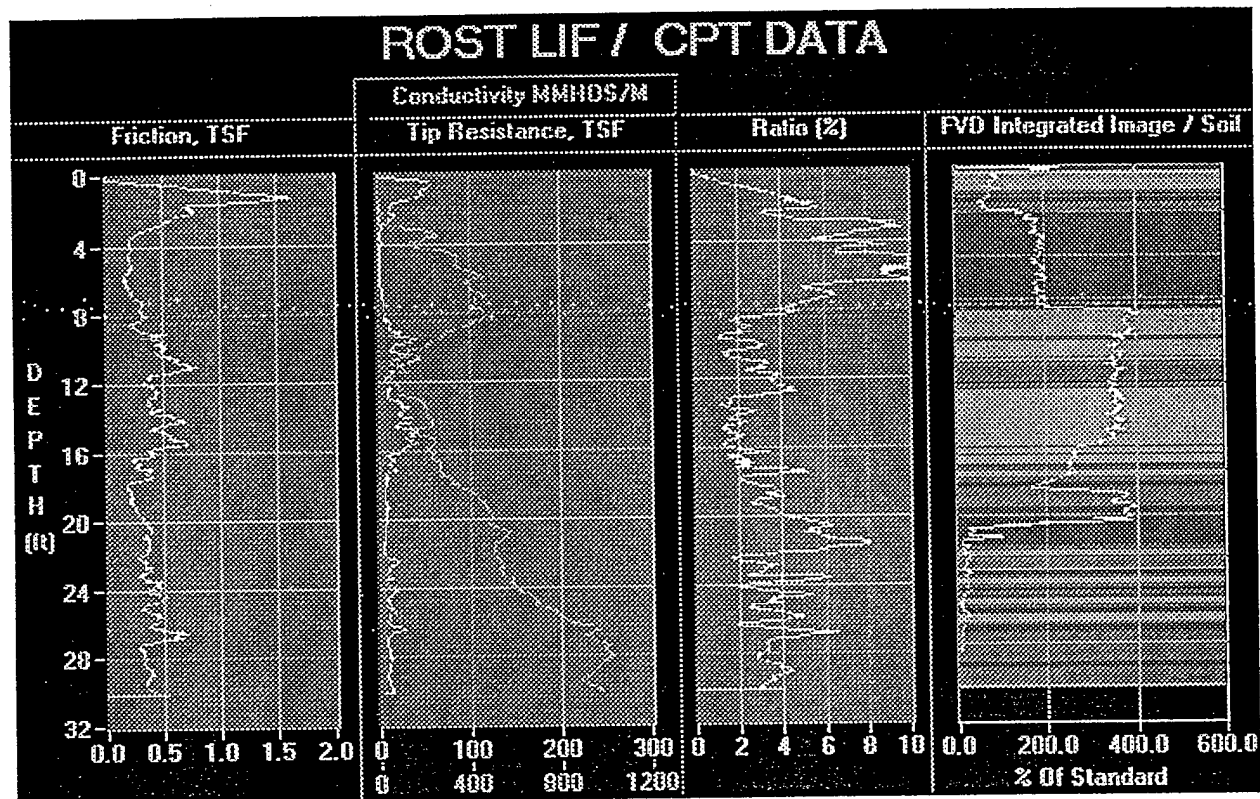 ROST LIF / CPT DATA
Conductivity MMHOS/M
Friction, TSF
Tip Resistance, TSF
Ratio (%)
FVD Integrated Image / Soil
DEPTH (ft)
0
4
8
12
16
20
24
28
32
0.0 0.5 1.0 1.5 2.0
0 100 200 300
0 400 800 1200
0 2 4 6 8 10
0.0 200.0 400.0 600.0
% Of Standard